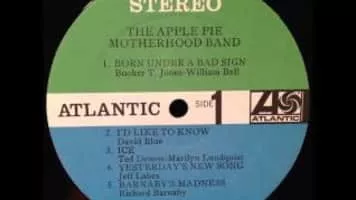 STEREO
THE APPLE PIE
MOTHERHOOD BAND
1. BORN UNDER A BAD SIGN
Booker T. Jones-William Bell
ATLANTIC
SIDE 1
ATLANTIC
2. I'D LIKE TO KNOW
David Blue
3. ICE
Ted Demos-Marilyn Lundquist
4. YESTERDAY'S NEW SONG
Jeff Labes
5. BARNABY'S MADNESS
Richard Barnaby